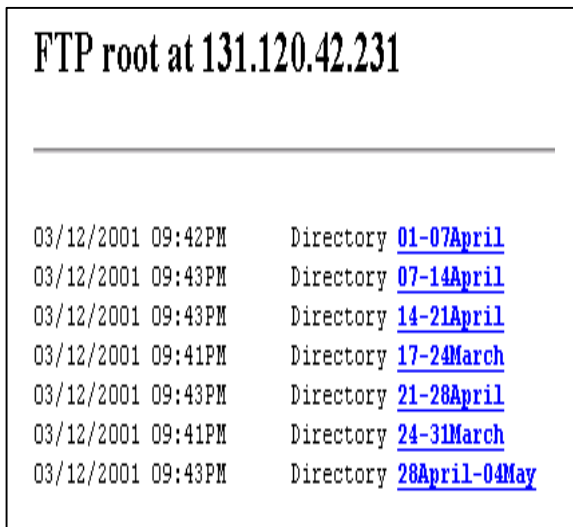 FTP root at 131.120.42.231
03/12/2001 09:42PM Directory 01-07April
03/12/2001 09:43PM Directory 07-14April
03/12/2001 09:43PM Directory 14-21April
03/12/2001 09:41PM Directory 17-24March
03/12/2001 09:43PM Directory 21-28April
03/12/2001 09:41PM Directory 24-31March
03/12/2001 09:43PM Directory 28April-04May